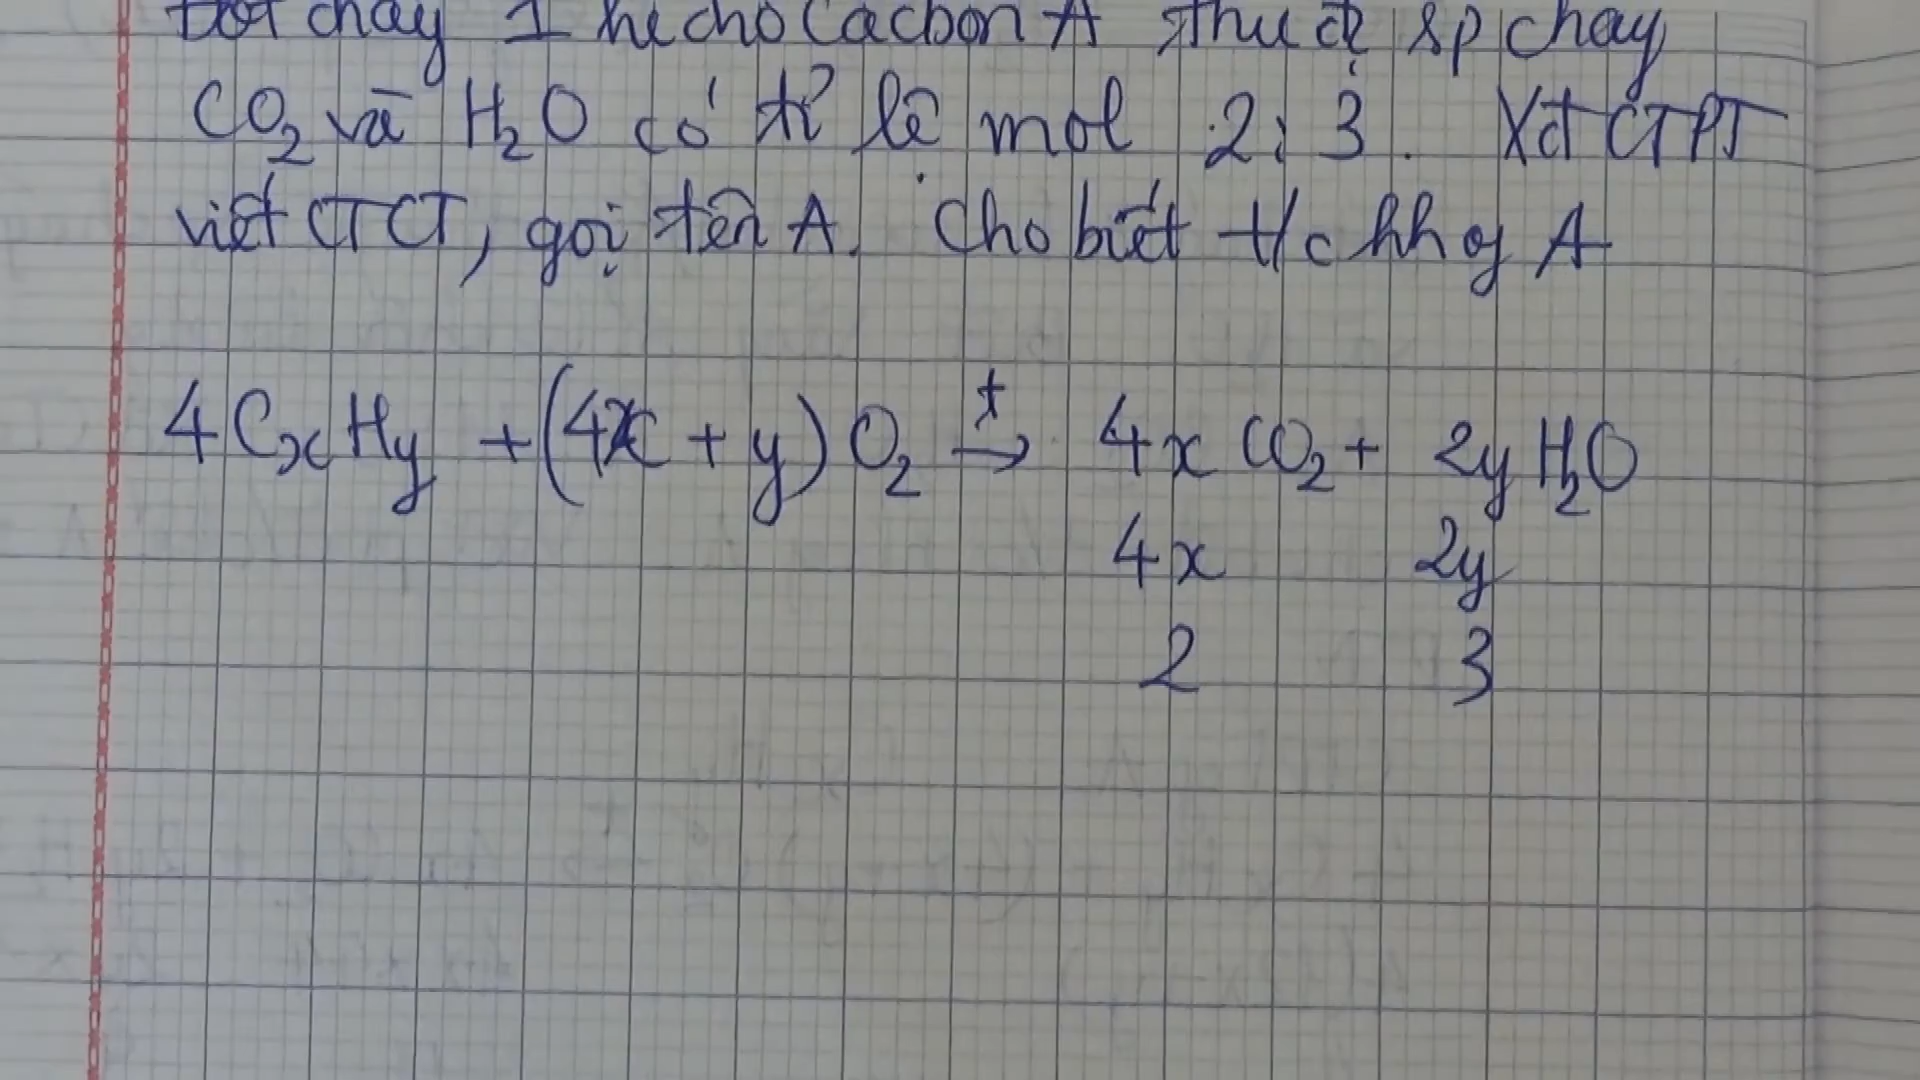 Đốt cháy 1 hiđrocacbon A thu đc sp cháy
CO2 và H2O có tỉ lệ mol 2:3. Xđ CTPT
viết CTCT, gọi tên A. Cho biết t/c hh of A
4CxHy + (4x + y) O2 t→ 4x CO2 + 2y H2O
4x 2y
2 3